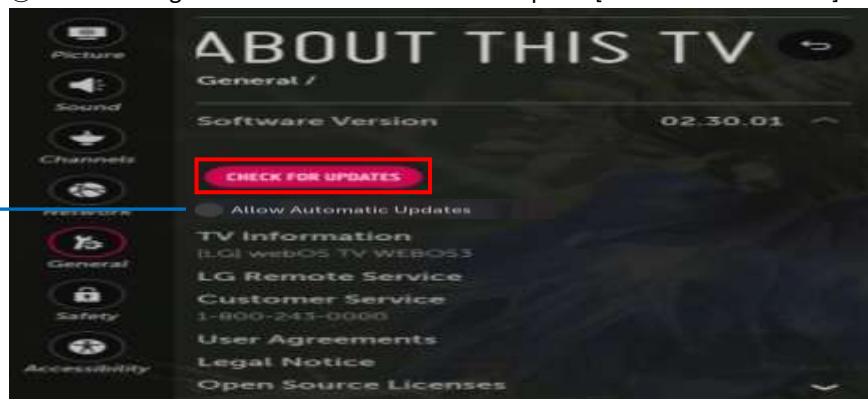 Picture
ABOUT THIS TV
General /
Sound
Software Version 02.30.01
Channels
CHECK FOR UPDATES
Network
Allow Automatic Updates
TV Information
[LG] webOS TV WEBOS3
General
LG Remote Service
Customer Service
1-800-243-0000
Safety
User Agreements
Legal Notice
Accessibility
Open Source Licenses